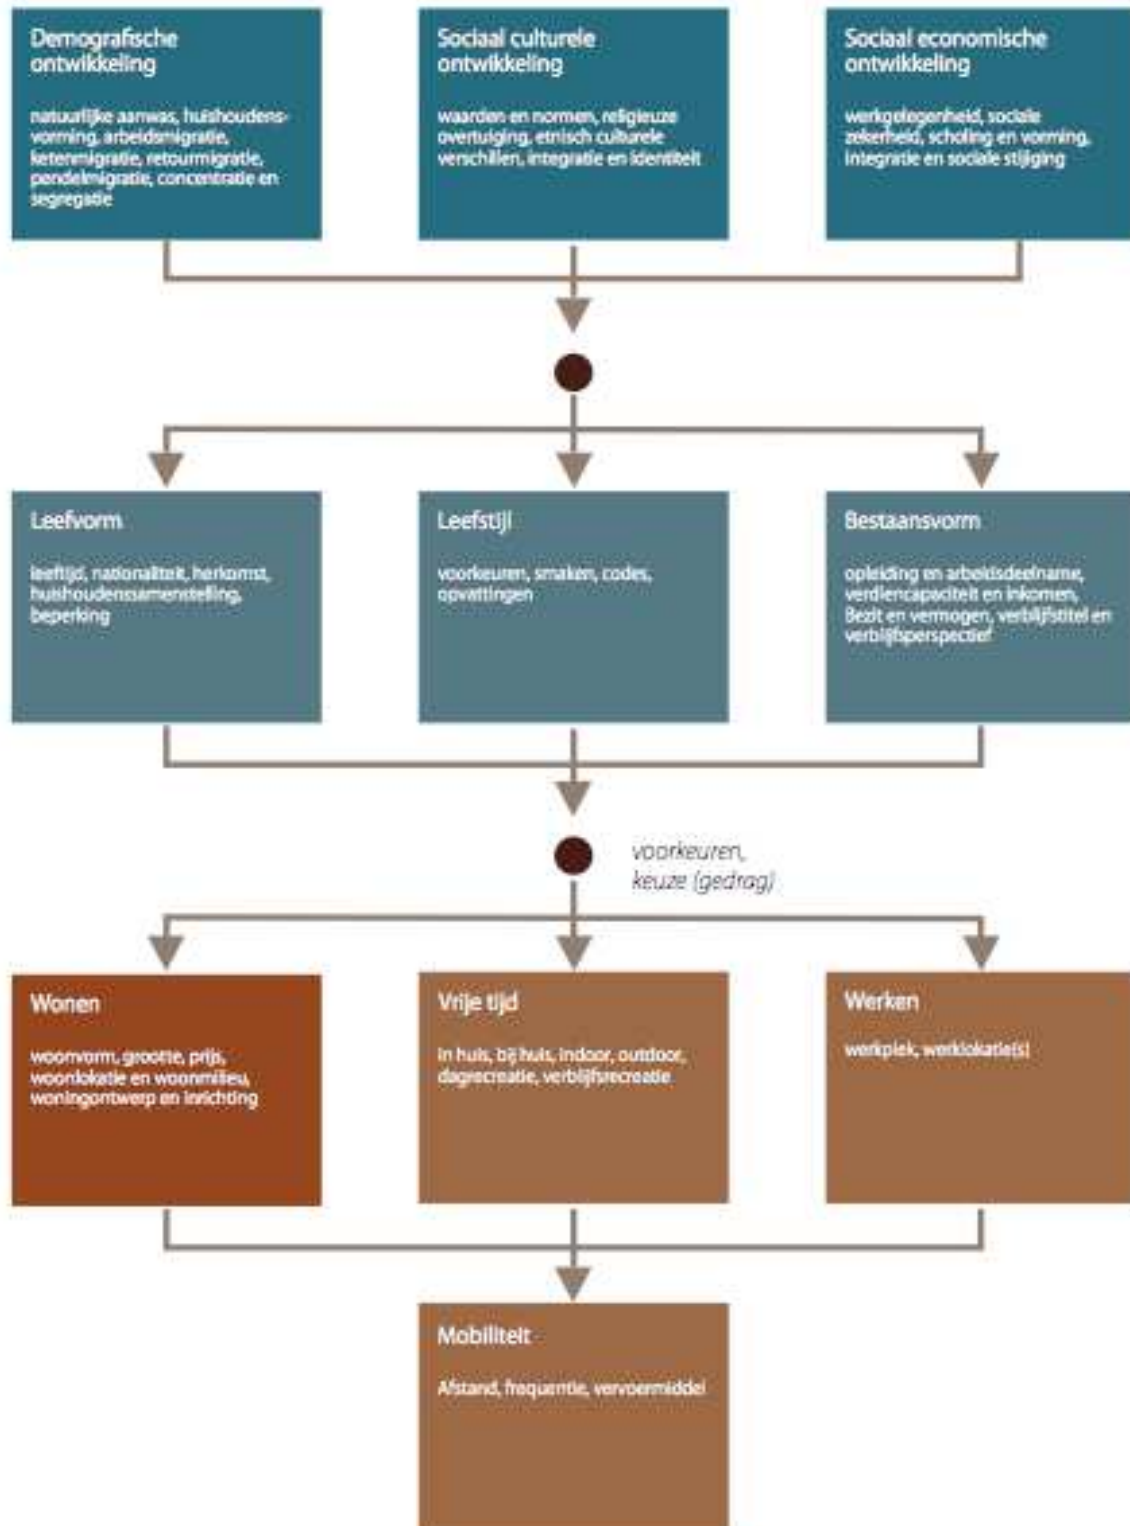 Demografische
ontwikkeling
natuurlijke aanwas, huishoudens-
vorming, arbeidsmigratie,
ketenmigratie, retourmigratie,
pendelmigratie, concentratie en
segregatie
Sociaal culturele
ontwikkeling
waarden en normen, religieuze
overtuiging, etnisch culturele
verschillen, integratie en identiteit
Sociaal economische
ontwikkeling
werkgelegenheid, sociale
zekerheid, scholing en vorming,
integratie en sociale stijging
Leefvorm
leeftijd, nationaliteit, herkomst,
huishoudenssamenstelling,
beperking
Leefstijl
voorkeuren, smaken, codes,
opvattingen
Bestaansvorm
opleiding en arbeidsdeelname,
verdiencapaciteit en inkomen,
Bezit en vermogen, verblijfstitel en
verblijfsperspectief
voorkeuren,
keuze (gedrag)
Wonen
woonvorm, grootte, prijs,
woonlokatie en woonmilieu,
woningontwerp en inrichting
Vrije tijd
in huis, bij huis, indoor, outdoor,
dagrecreatie, verblijfsrecreatie
Werken
werkplek, werklokatie(s)
Mobiliteit
Afstand, frequentie, vervoermiddel